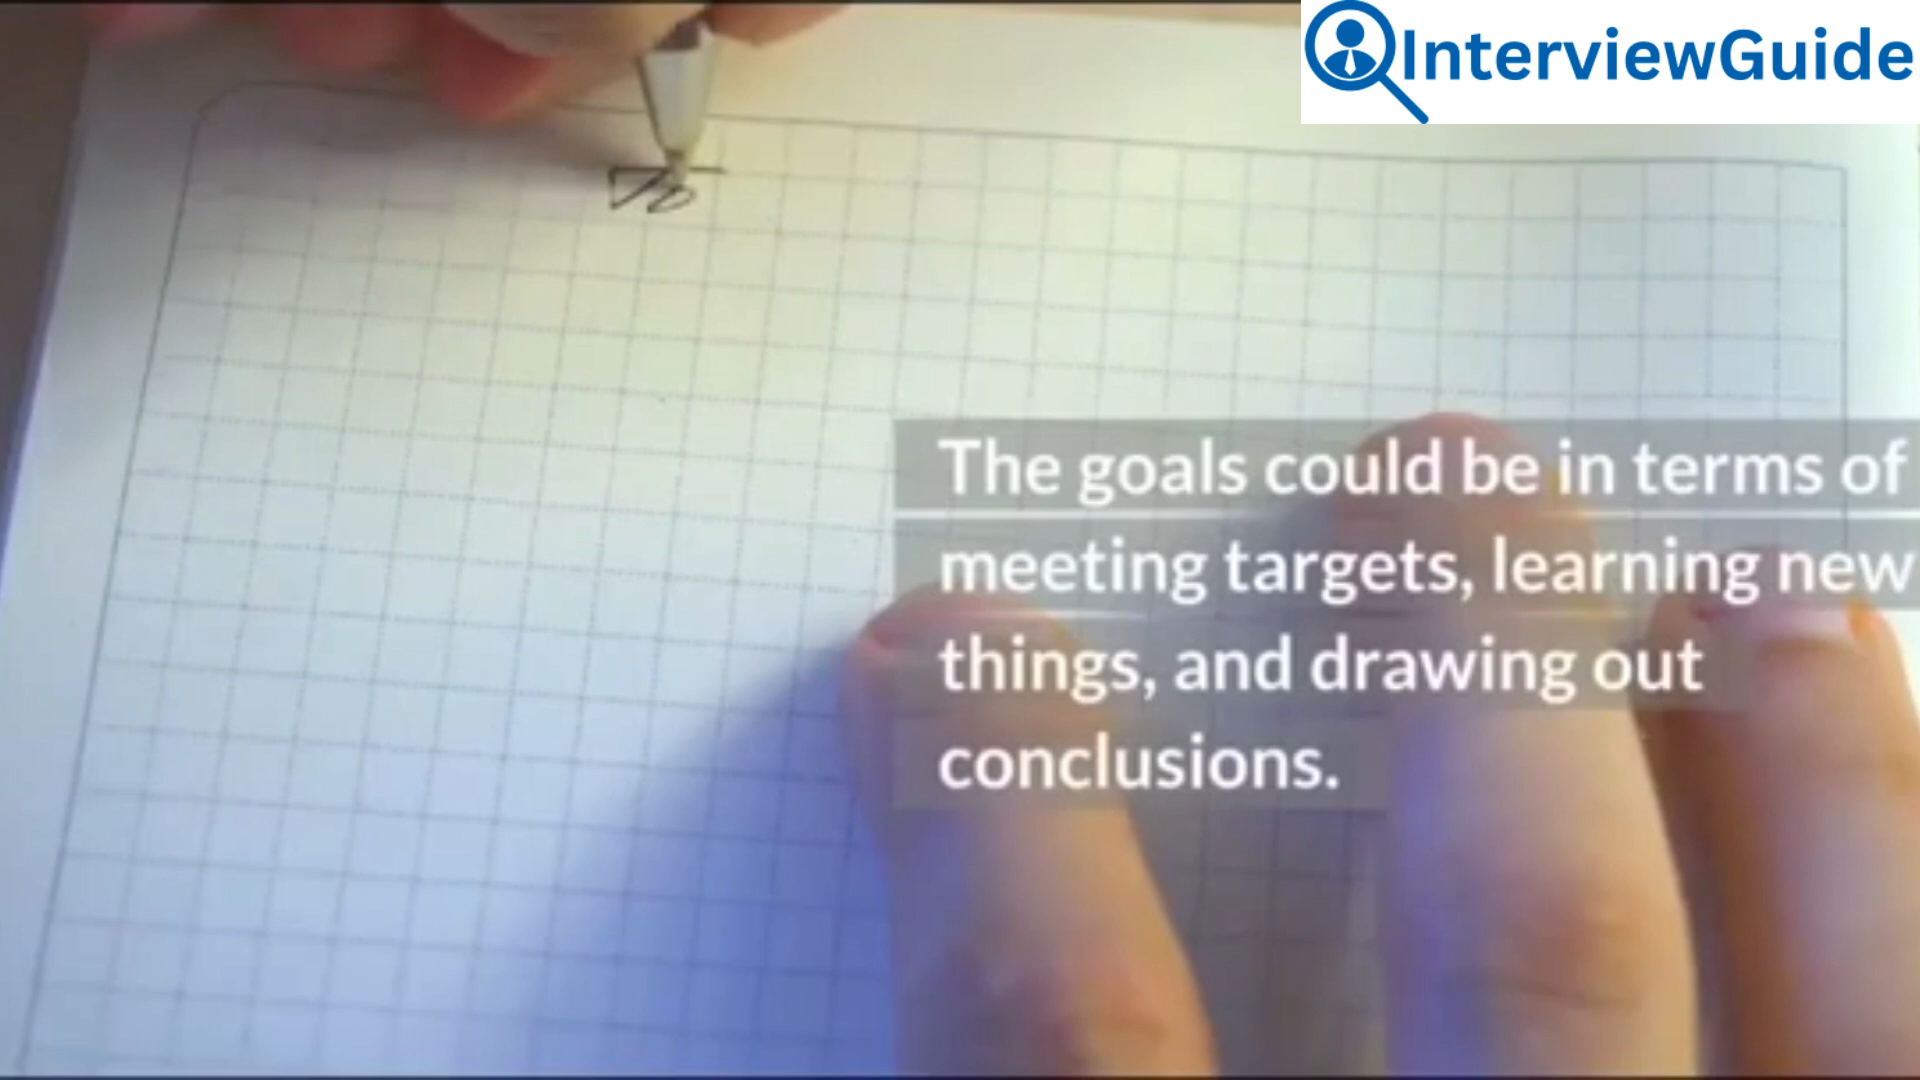 InterviewGuide
The goals could be in terms of
meeting targets, learning new
things, and drawing out
conclusions.